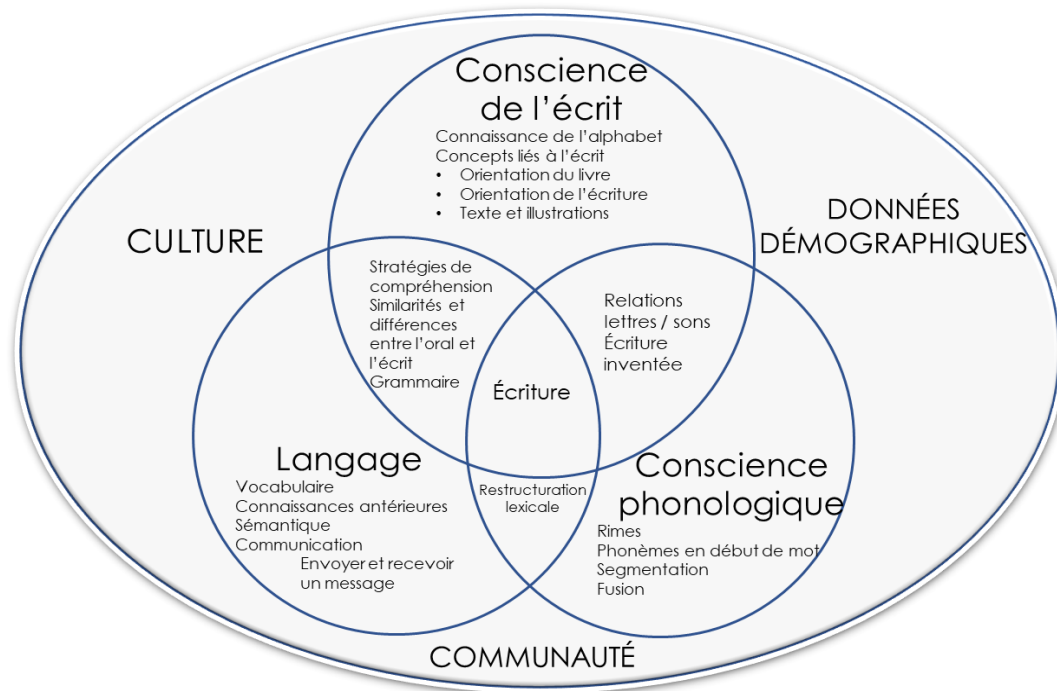 Conscience
de l'écrit
Connaissance de l'alphabet
Concepts liés à l'écrit
• Orientation du livre
• Orientation de l'écriture
• Texte et illustrations
CULTURE
DONNÉES
DÉMOGRAPHIQUES
Stratégies de
compréhension
Similarités et
différences
entre l'oral et
l'écrit
Grammaire
Relations
lettres / sons
Écriture
inventée
Écriture
Langage
Vocabulaire
Connaissances antérieures
Sémantique
Communication
Envoyer et recevoir
un message
Restructuration
lexicale
Conscience
phonologique
Rimes
Phonèmes en début de mot
Segmentation
Fusion
COMMUNAUTÉ